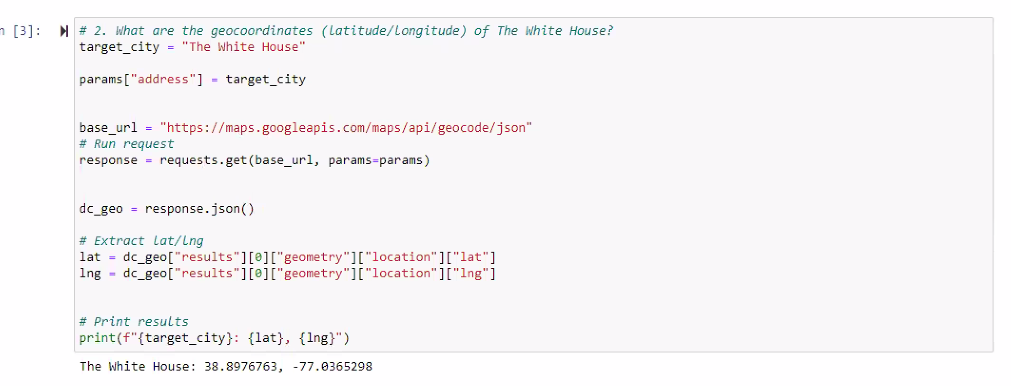 n [3]:
# 2. What are the geocoordinates (latitude/longitude) of The White House?
target_city = "The White House"
params["address"] = target_city
base_url = "https://maps.googleapis.com/maps/api/geocode/json"
# Run request
response = requests.get(base_url, params=params)
dc_geo = response.json()
# Extract lat/lng
lat = dc_geo["results"][0]["geometry"]["location"]["lat"]
lng = dc_geo["results"][0]["geometry"]["location"]["lng"]
# Print results
print(f"{target_city}: {lat}, {lng}")
The White House: 38.8976763, -77.0365298